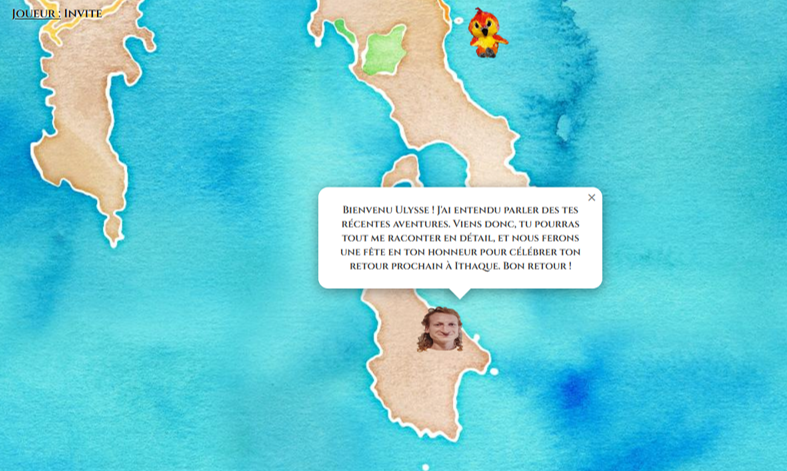 Joueur : Invite
Bienvenu Ulysse ! J'ai entendu parler des tes
récentes aventures. Viens donc, tu pourras
tout me raconter en détail, et nous ferons
une fête en ton honneur pour célébrer ton
retour prochain à Ithaque. Bon retour !